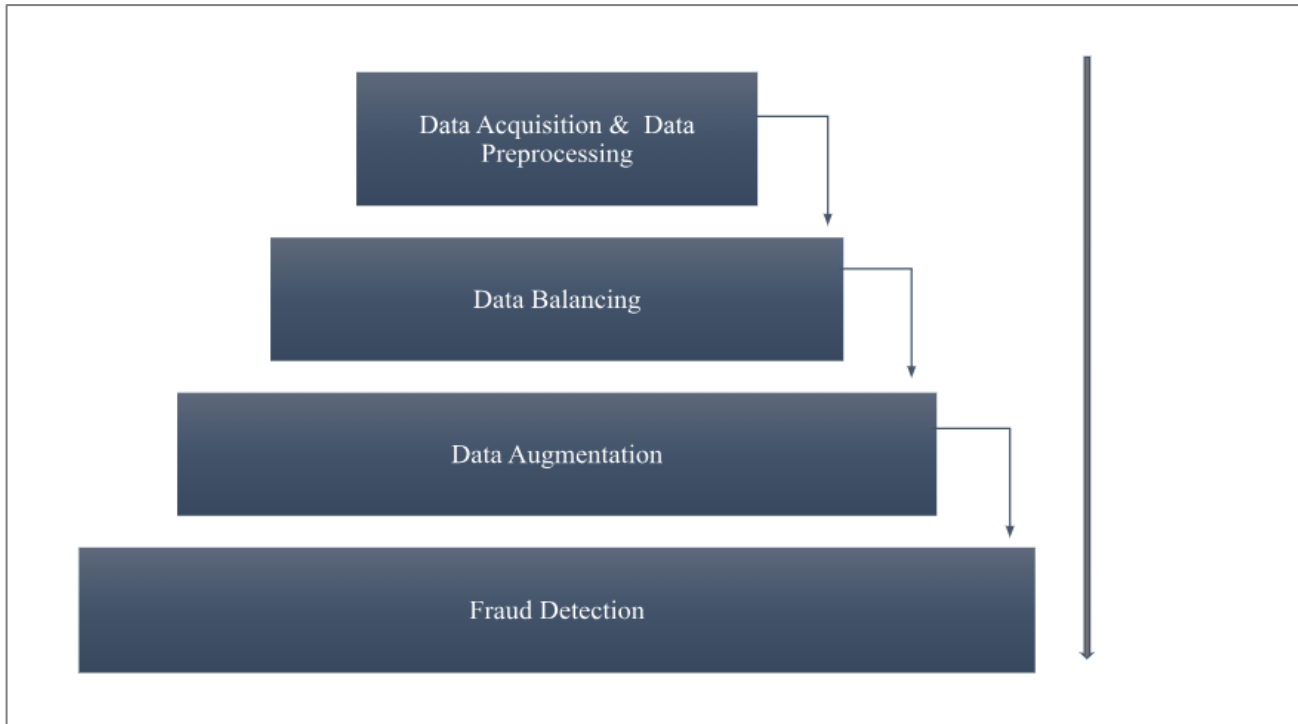 Data Acquisition & Data
Preprocessing
Data Balancing
Data Augmentation
Fraud Detection